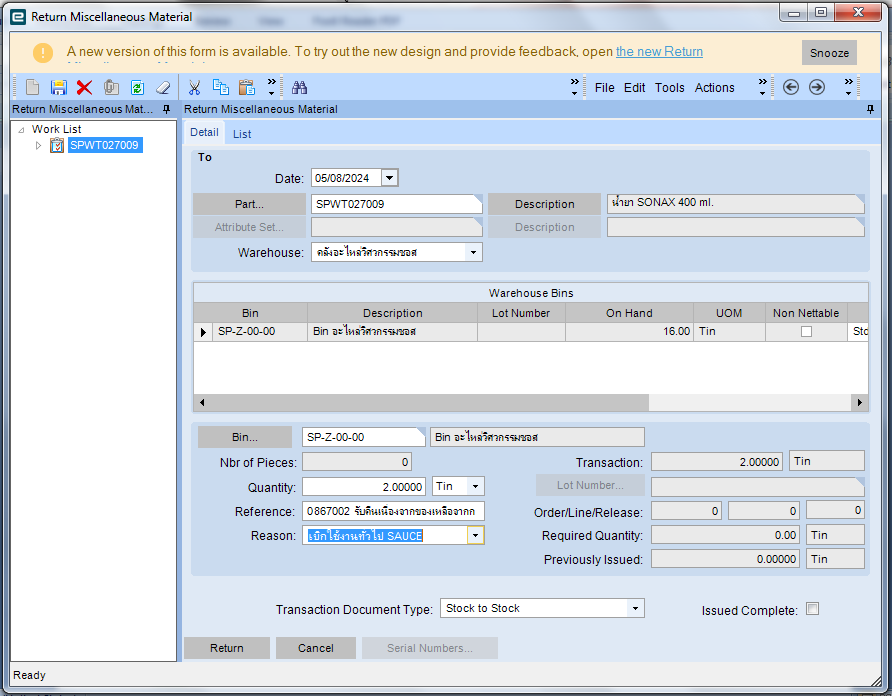 Return Miscellaneous Material
A new version of this form is available. To try out the new design and provide feedback, open the new Return
Snooze
File Edit Tools Actions
Return Miscellaneous Mat...
Return Miscellaneous Material
Work List
SPWT027009
Detail List
To
Date: 05/08/2024
Part... SPWT027009 Description น้ำยา SONAX 400 ml.
Attribute Set... Description
Warehouse: คลังอะไหล่วิศวกรรมซอส
Warehouse Bins
Bin Description Lot Number On Hand UOM Non Nettable
SP-Z-00-00 Bin อะไหล่วิศวกรรมซอส 16.00 Tin Stc
Bin... SP-Z-00-00 Bin อะไหล่วิศวกรรมซอส
Nbr of Pieces: 0 Transaction: 2.00000 Tin
Quantity: 2.00000 Tin Lot Number...
Reference: 0867002 รับคืนเนื่องจากของเหลือจากก Order/Line/Release: 0 0 0
Reason: เบิกใช้งานทั่วไป SAUCE Required Quantity: 0.00 Tin
Previously Issued: 0.00000 Tin
Transaction Document Type: Stock to Stock Issued Complete:
Return Cancel Serial Numbers...
Ready